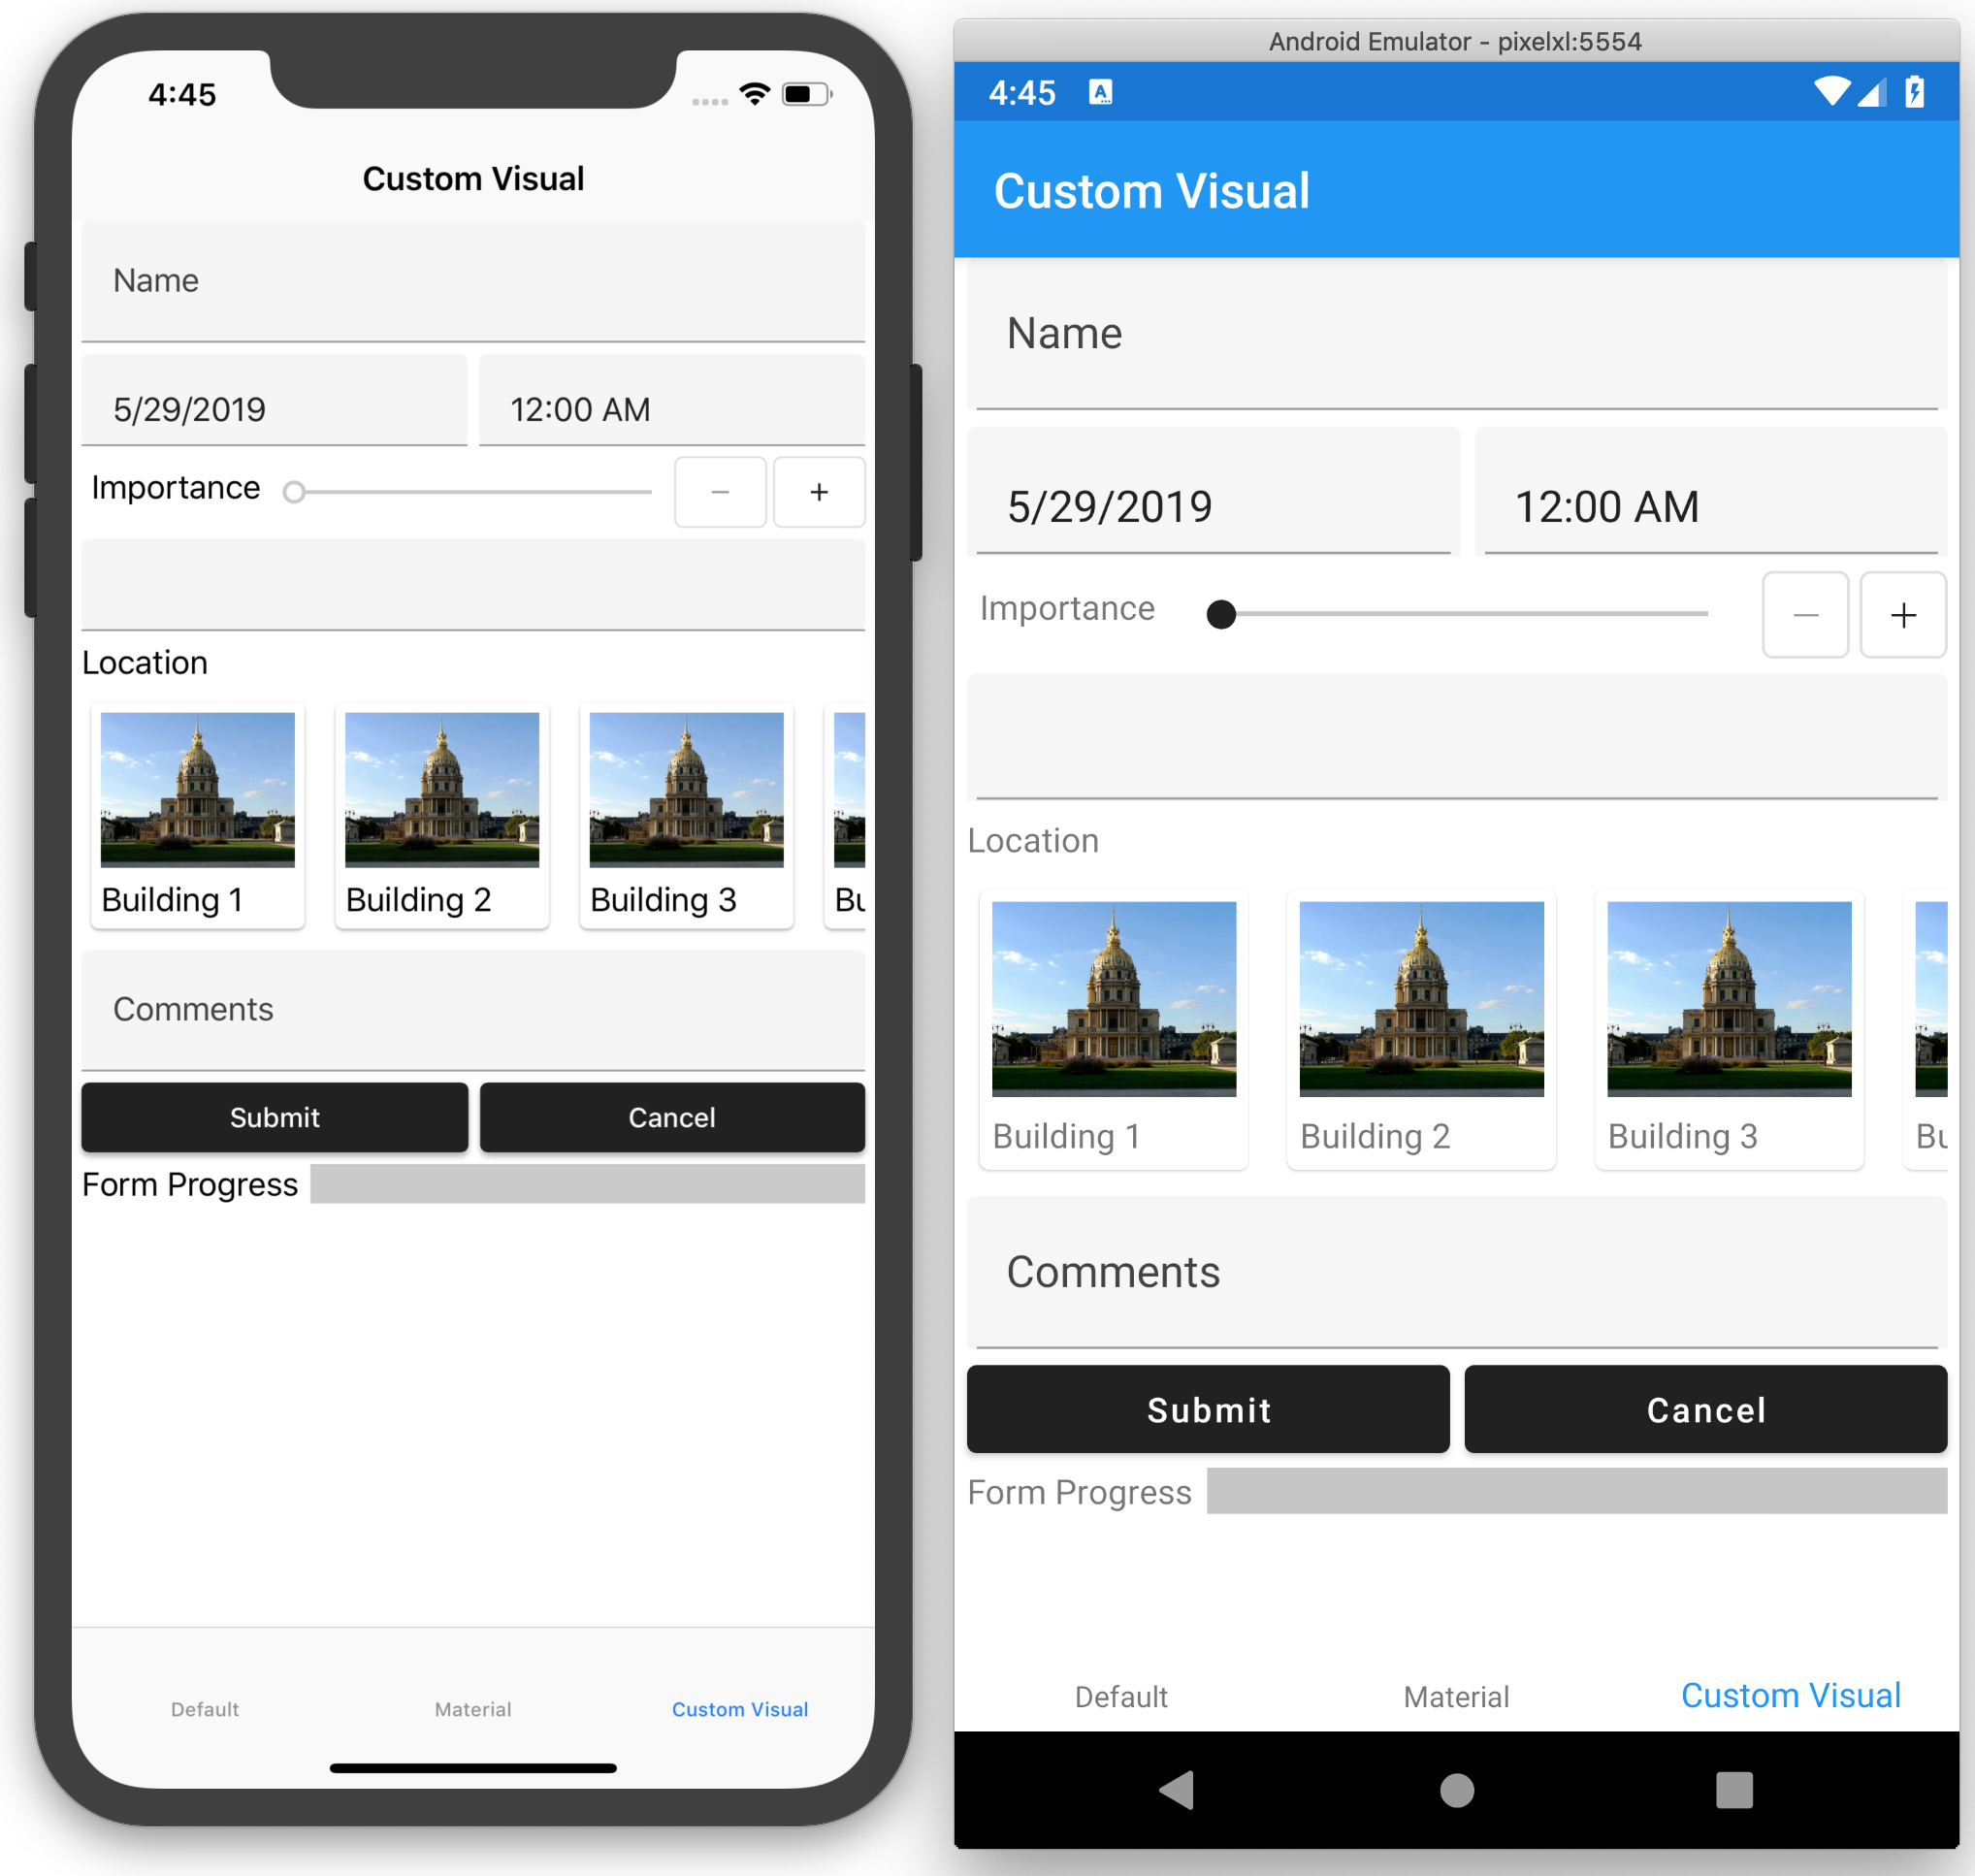 4:45
Custom Visual
Name
5/29/2019 12:00 AM
Importance − +
Location
Building 1 Building 2 Building 3 Bu
Comments
Submit Cancel
Form Progress
Default Material Custom Visual
Android Emulator - pixelxl:5554
4:45 A
Custom Visual
Name
5/29/2019 12:00 AM
Importance − +
Location
Building 1 Building 2 Building 3 Bu
Comments
Submit Cancel
Form Progress
Default Material Custom Visual